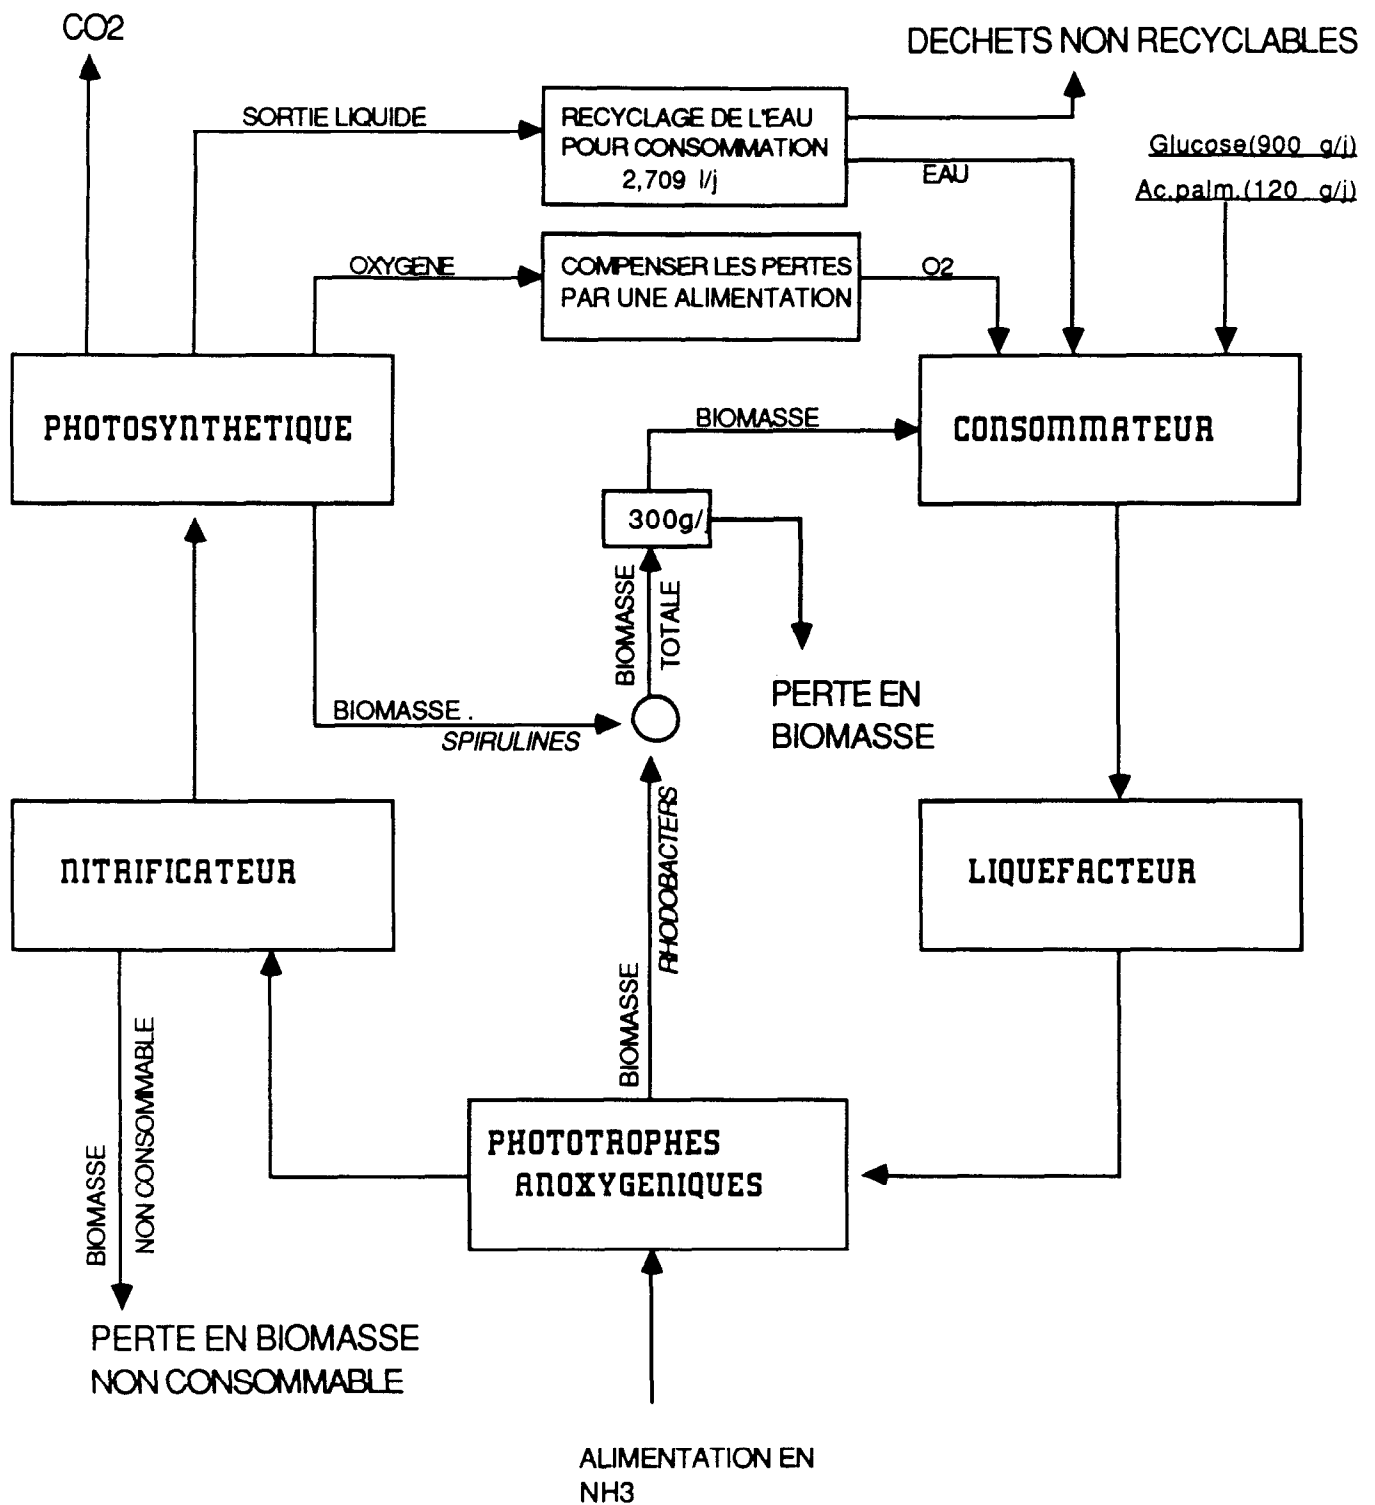 CO2
DECHETS NON RECYCLABLES
SORTIE LIQUIDE
RECYCLAGE DE L'EAU
POUR CONSOMMATION
2,709 l/j
EAU
Glucose(900 g/j)
Ac.palm.(120 g/j)
OXYGENE
COMPENSER LES PERTES
PAR UNE ALIMENTATION
O2
PHOTOSYNTHETIQUE
BIOMASSE
CONSOMMATEUR
300g/j
BIOMASSE
TOTALE
PERTE EN
BIOMASSE
BIOMASSE .
SPIRULINES
NITRIFICATEUR
RHODOBACTERS
BIOMASSE
LIQUEFACTEUR
BIOMASSE
NON CONSOMMABLE
PHOTOTROPHES
ANOXYGENIQUES
PERTE EN BIOMASSE
NON CONSOMMABLE
ALIMENTATION EN
NH3